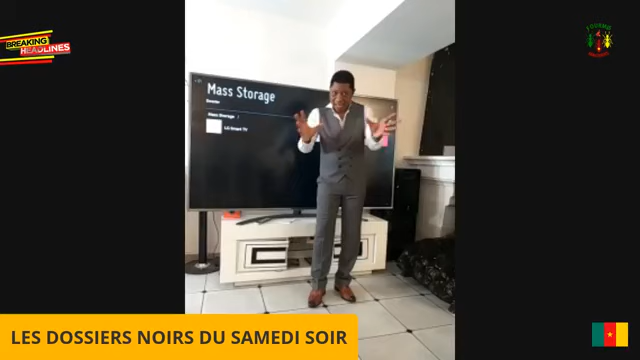 BREAKING
HEADLINES
Mass Storage
Mass Storage
LG Smart TV
LES DOSSIERS NOIRS DU SAMEDI SOIR